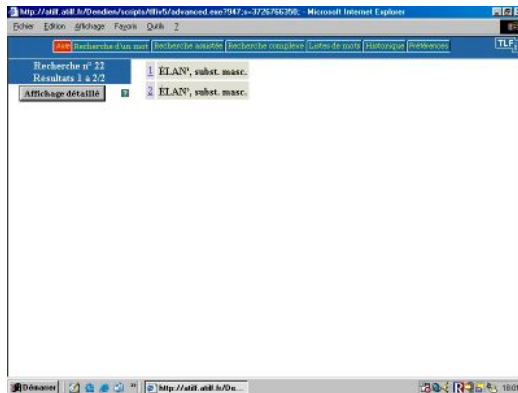 http://atilf.atilf.fr/Dendien/scripts/tlfiv5/advanced.exe?947;s=3726766350; - Microsoft Internet Explorer
Fichier Edition Affichage Favoris Outils ?
Aide Recherche d'un mot Recherche assistée Recherche complexe Listes de mots Historique Préférences TLF
Recherche n° 22
Résultats 1 à 2/2
Affichage détaillé ?
1 ÉLAN¹, subst. masc.
2 ÉLAN², subst. masc.
Démarrer http://atilf.atilf.fr/De...